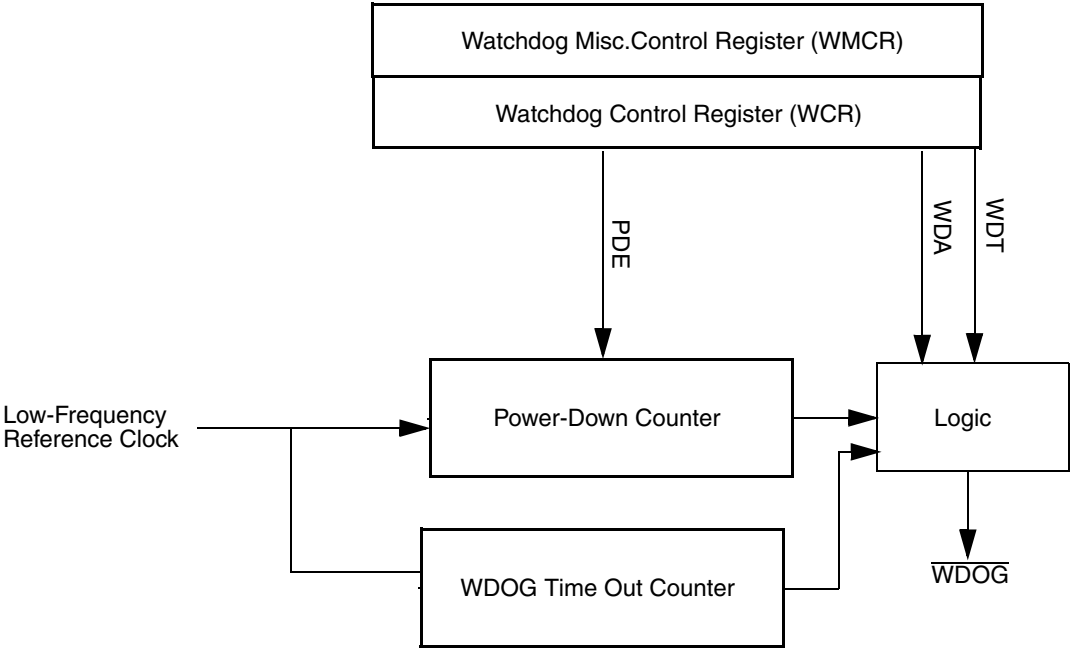 Watchdog Misc.Control Register (WMCR)
Watchdog Control Register (WCR)
PDE
WDA
WDT
Low-Frequency
Reference Clock
Power-Down Counter
Logic
WDOG Time Out Counter
WDOG